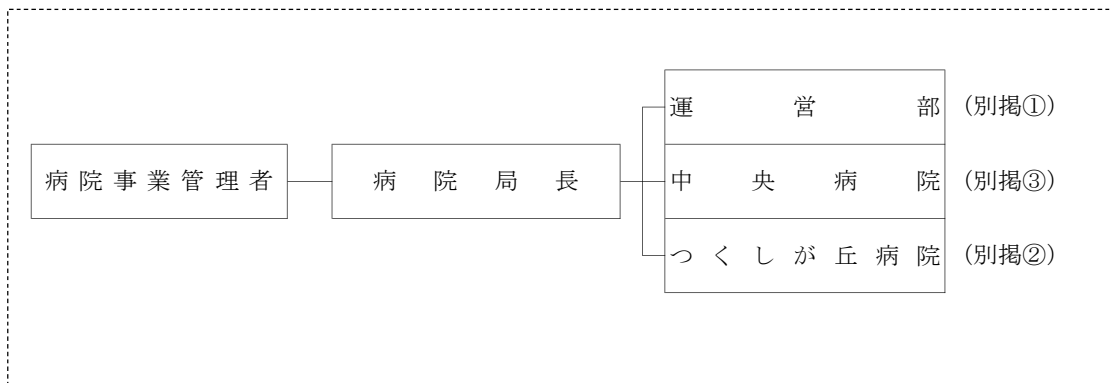 運営部 (別掲①)
病院事業管理者 病院局長 中央病院 (別掲③)
つくしが丘病院 (別掲②)